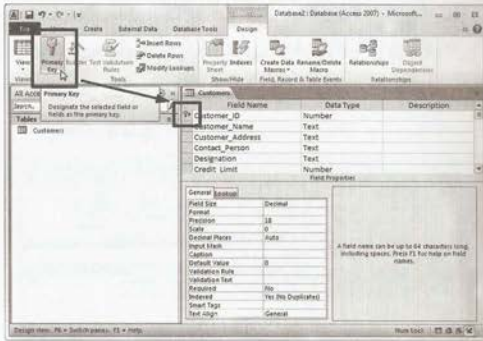 Database2 : Database (Access 2007) - Microsoft...
Create External Data Database Tools Design
View Primary Key Builder Test Validation Rules Insert Rows Delete Rows Modify Lookups Property Sheet Indexes Create Data Macros Rename/Delete Macro Relationships Object Dependencies
Views Tools Show/Hide Field, Record & Table Events Relationships
All Acce
Primary Key
Designate the selected field or fields as the primary key.
Search...
Tables
Customers
Customers
Field Name Data Type Description
Customer_ID Number
Customer_Name Text
Customer_Address Text
Contact_Person Text
Designation Text
Credit Limit Number
Field Properties
General Lookup
Field Size Decimal
Format
Precision 18
Scale 0
Decimal Places Auto
Input Mask
Caption
Default Value 0
Validation Rule
Validation Text
Required No
Indexed Yes (No Duplicates)
Smart Tags
Text Align General
A field name can be up to 64 characters long, including spaces. Press F1 for help on field names.
Design view. F6 = Switch panes. F1 = Help.
Num Lock